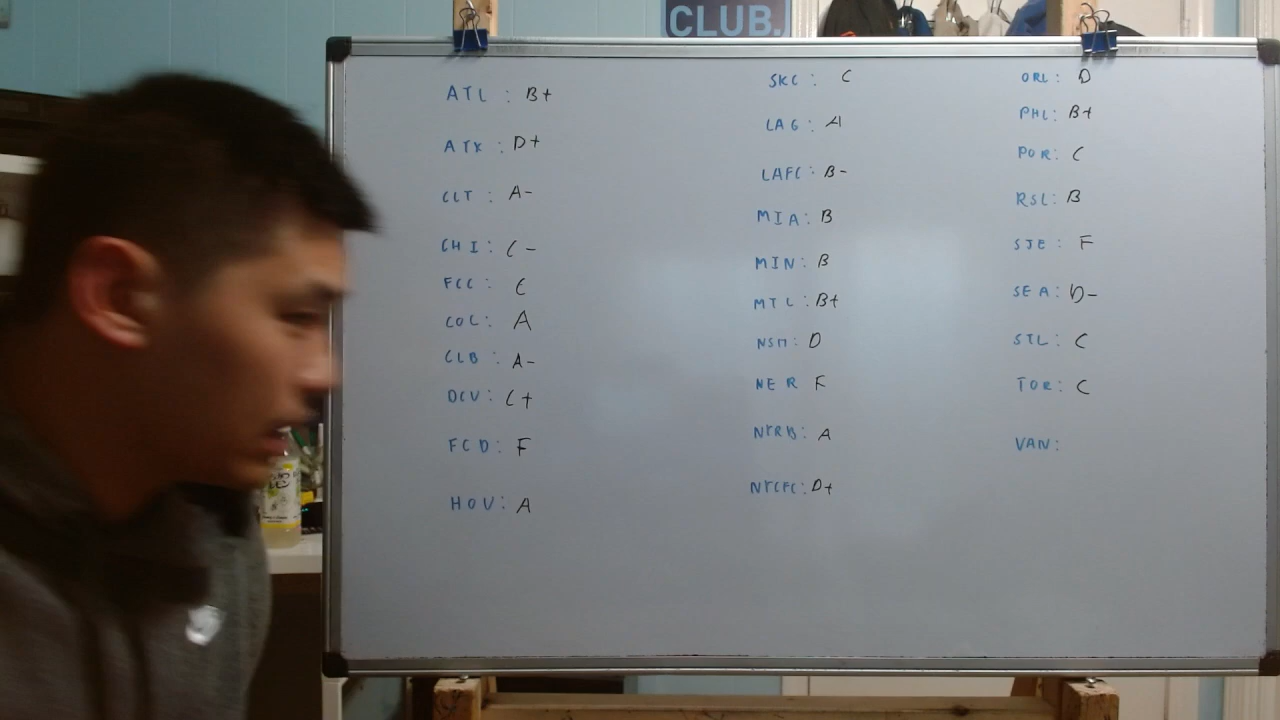 CLUB.
ATL : B+
ATX : D+
CLT : A-
CHI : C-
FCC : C
COL : A
CLB : A-
DCU : C+
FCD : F
HOU : A
SKC : C
LAG : A
LAFC : B-
MIA : B
MIN : B
MTL : B+
NSH : D
NER F
NYRB : A
NYCFC : D+
ORL : D
PHL : B+
POR : C
RSL : B
SJE : F
SEA : D-
STL : C
TOR : C
VAN :